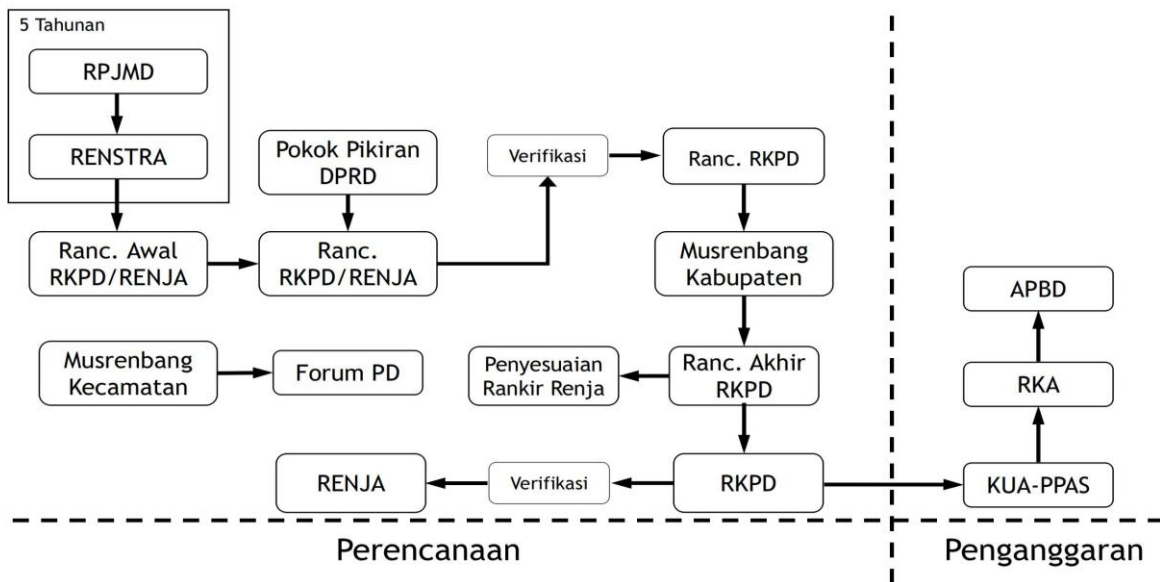 5 Tahunan
RPJMD
RENSTRA
Ranc. Awal
RKPD/RENJA
Pokok Pikiran
DPRD
Ranc.
RKPD/RENJA
Verifikasi
Ranc. RKPD
Musrenbang
Kabupaten
Musrenbang
Kecamatan
Forum PD
Penyesuaian
Rankir Renja
Ranc. Akhir
RKPD
RENJA
Verifikasi
RKPD
APBD
RKA
KUA-PPAS
Perencanaan
Penganggaran